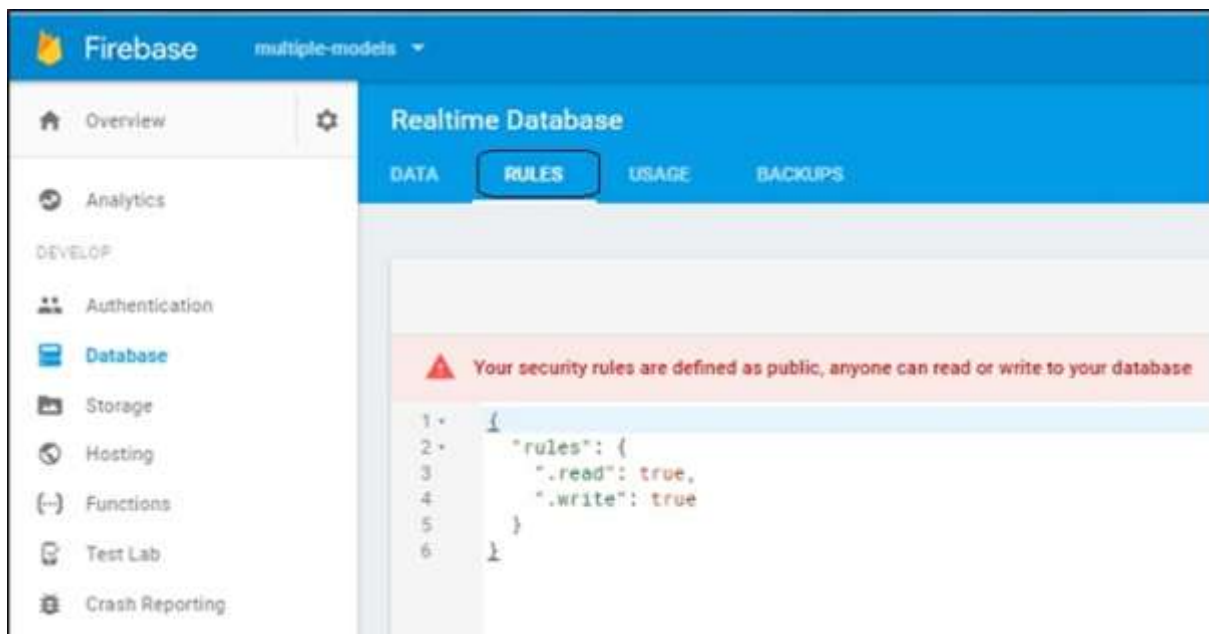 Firebase multiple-models
Overview
Analytics
DEVELOP
Authentication
Database
Storage
Hosting
Functions
Test Lab
Crash Reporting
Realtime Database
DATA RULES USAGE BACKUPS
Your security rules are defined as public, anyone can read or write to your database
1 {
2 "rules": {
3 ".read": true,
4 ".write": true
5 }
6 }